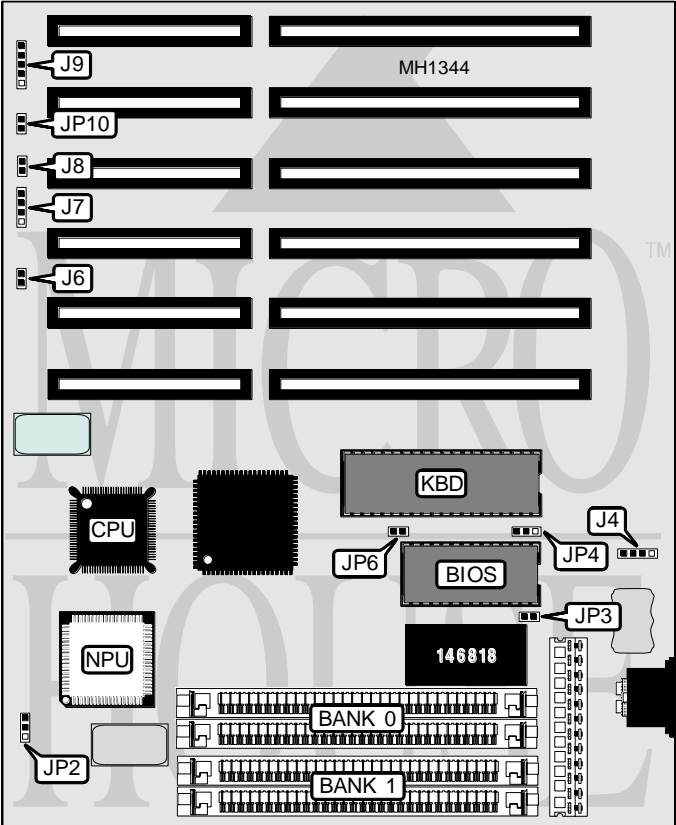 J9
MH1344
JP10
J8
J7
J6
TM
MICRO
HOUSE
KBD
CPU
JP6
JP4
J4
BIOS
JP3
NPU
146818
BANK 0
BANK 1
JP2